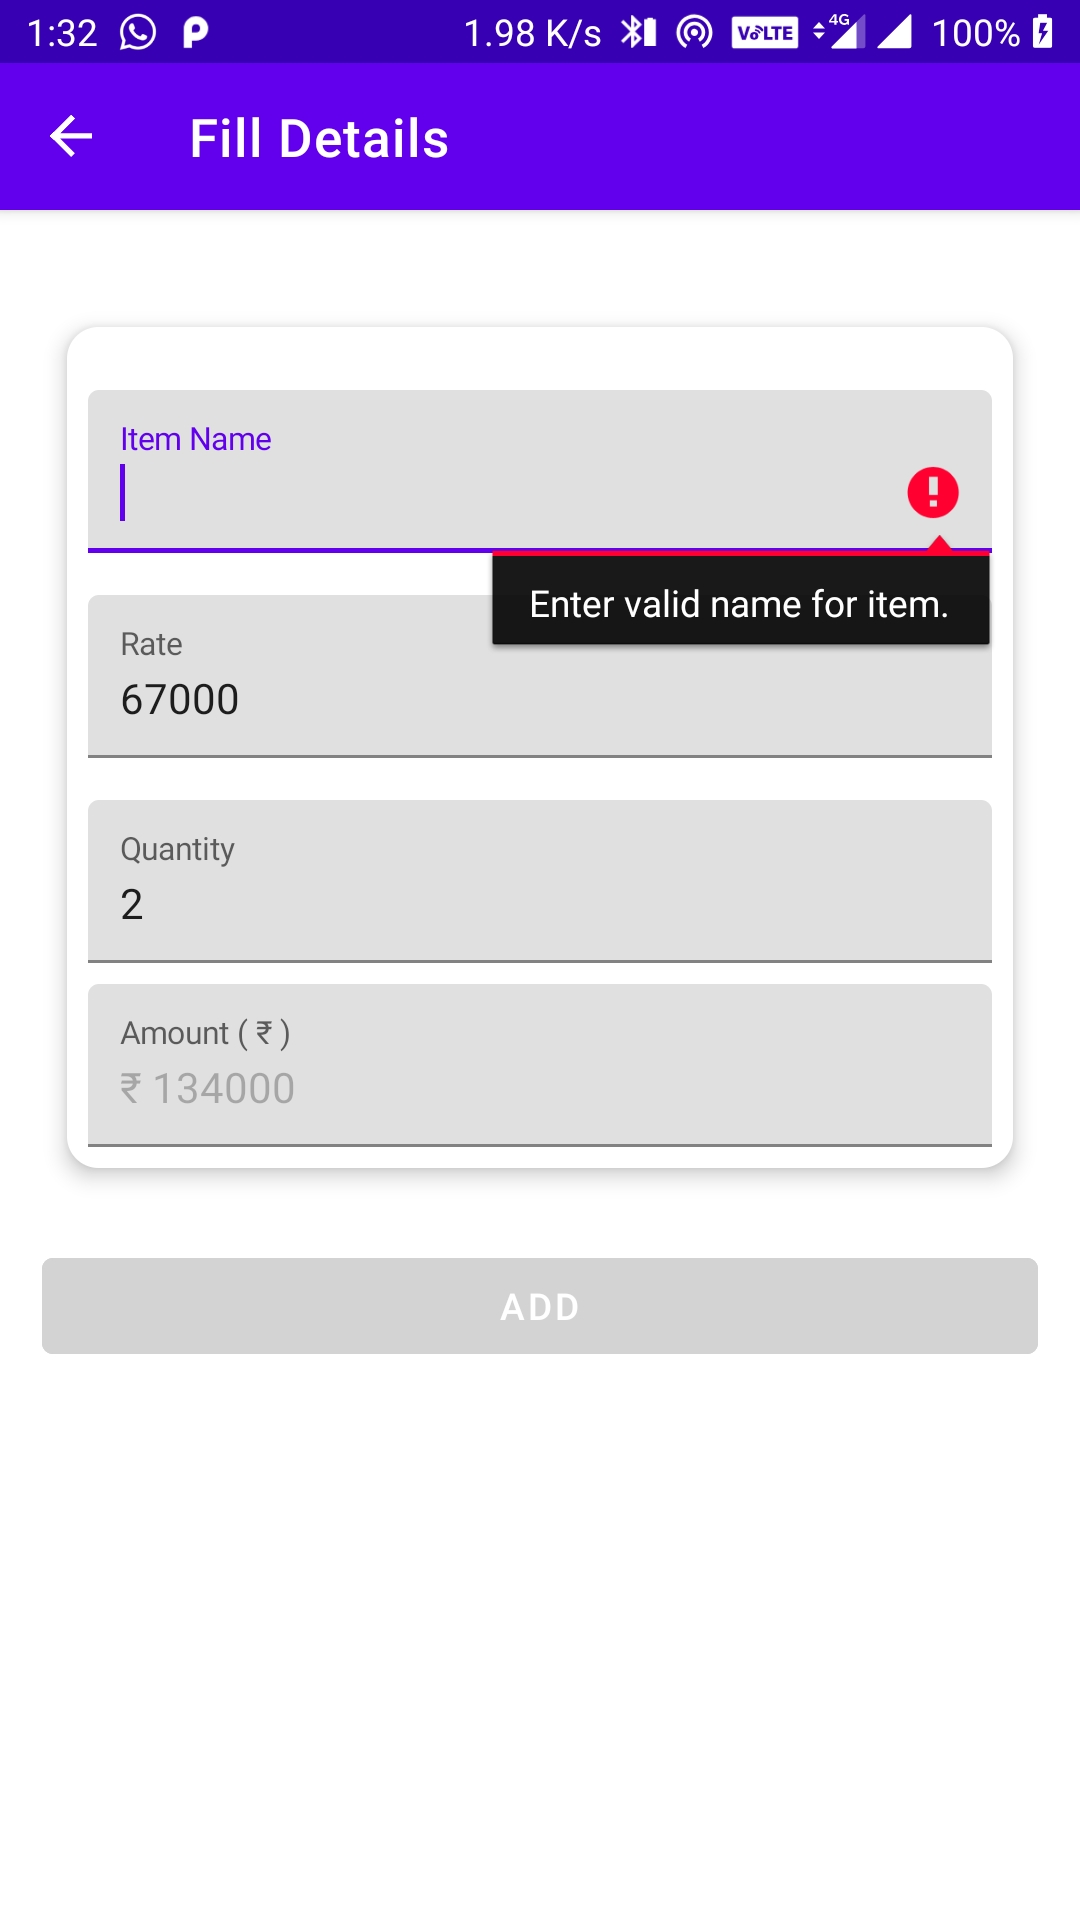 1:32 1.98 K/s VoLTE 4G 100%
Fill Details
Item Name
Enter valid name for item.
Rate
67000
Quantity
2
Amount ( ₹ )
₹ 134000
ADD